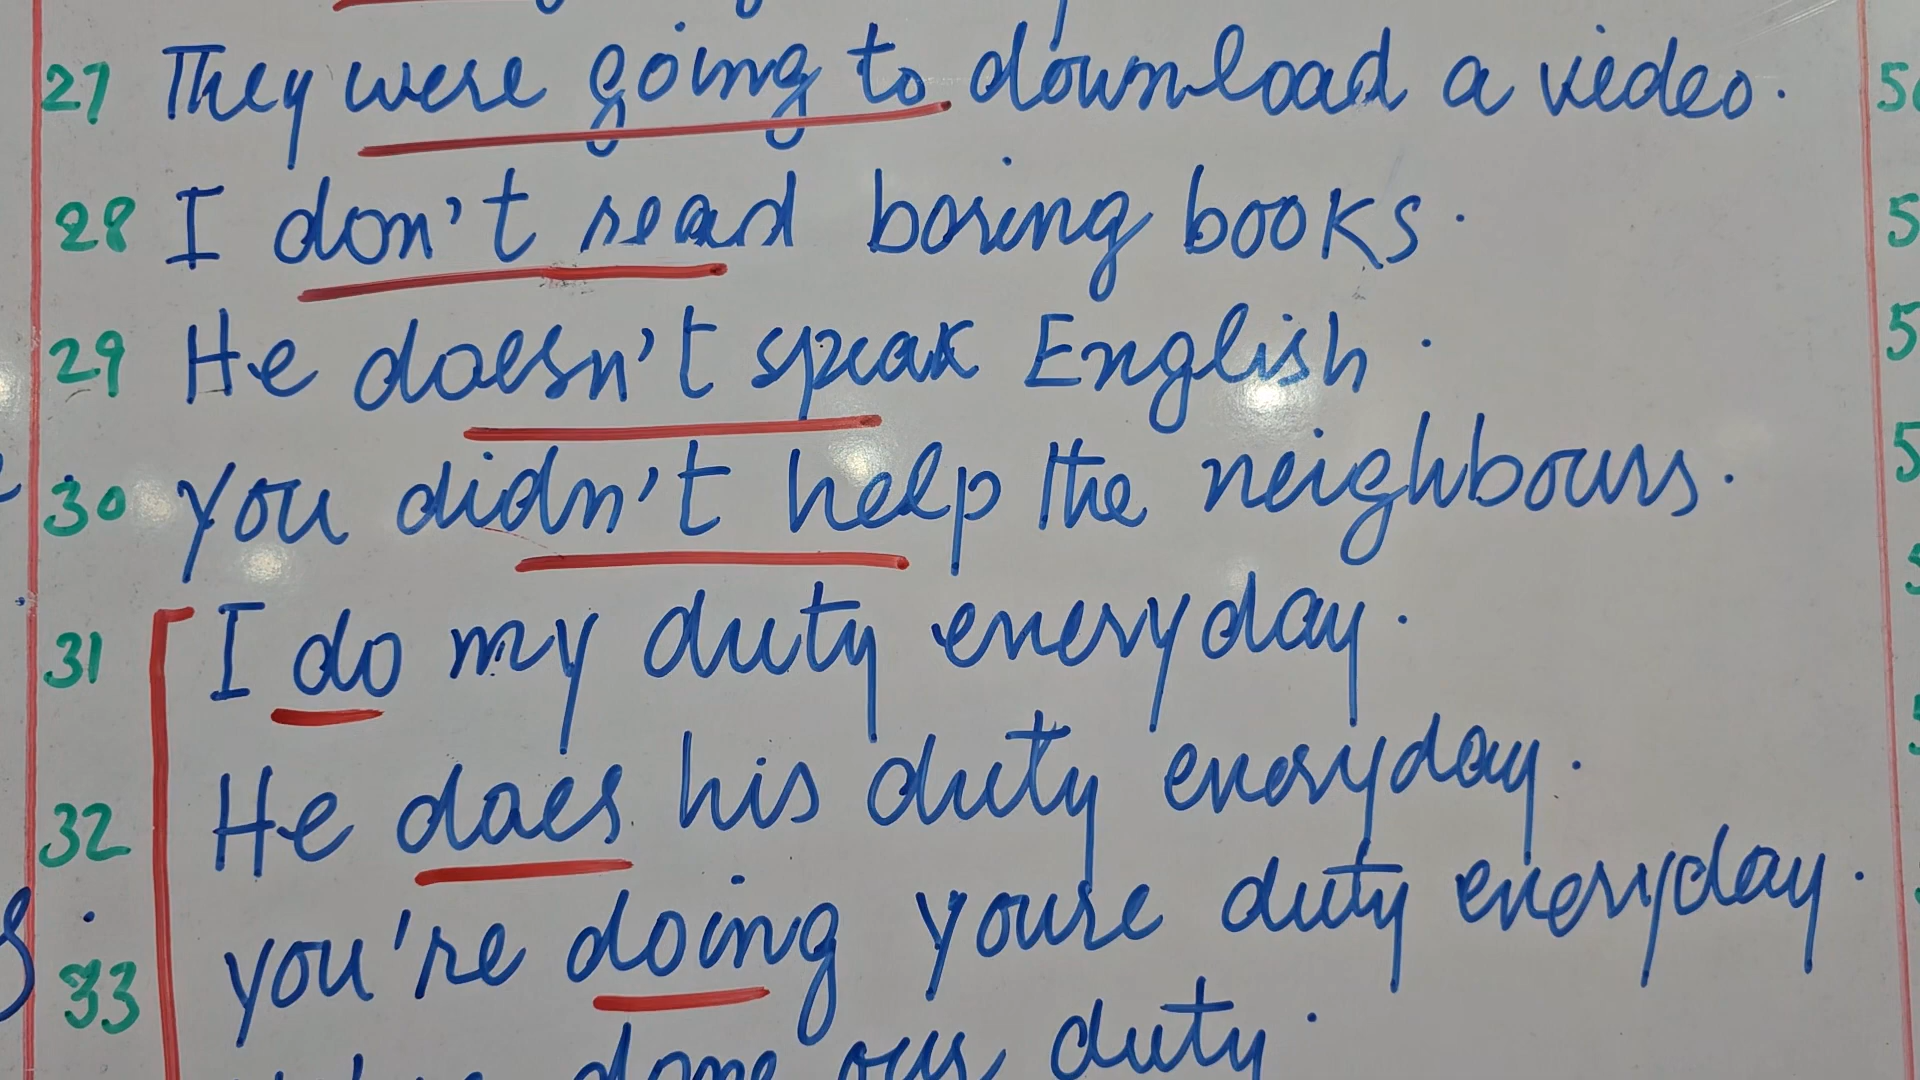 27 They were going to download a video.
28 I don't read boring books.
29 He doesn't speak English.
30 You didn't help the neighbours.
31 I do my duty everyday.
32 He does his duty everyday.
33 You're doing youre duty everyday.
done our duty.